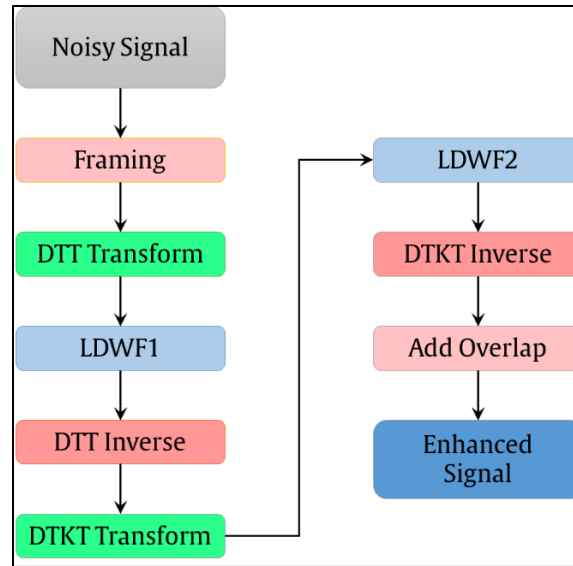 Noisy Signal
Framing
DTT Transform
LDWF1
DTT Inverse
DTKT Transform
LDWF2
DTKT Inverse
Add Overlap
Enhanced
Signal